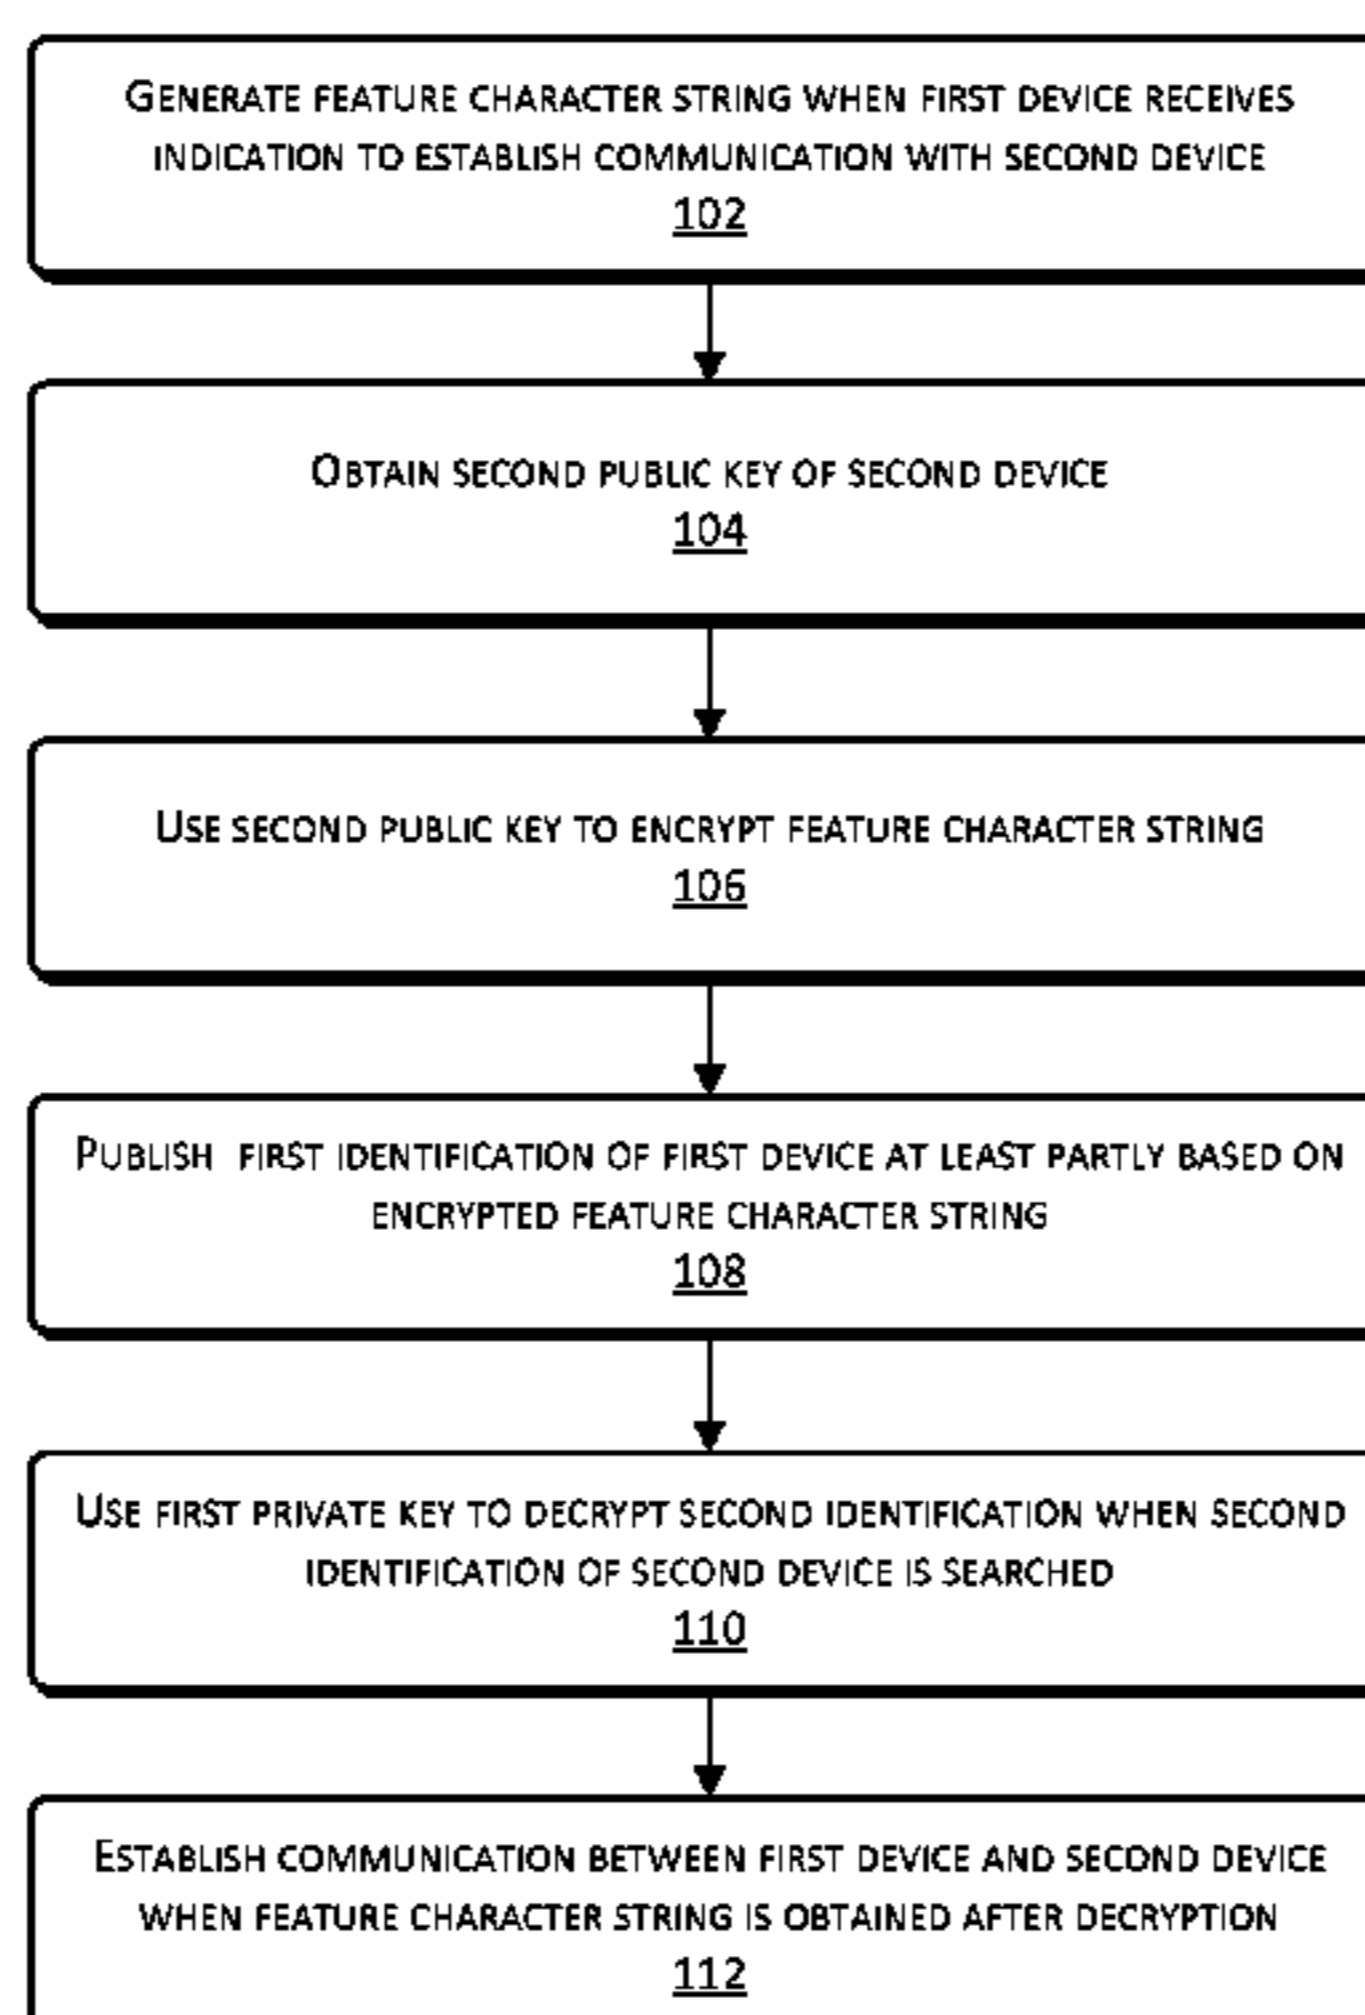 GENERATE FEATURE CHARACTER STRING WHEN FIRST DEVICE RECEIVES
INDICATION TO ESTABLISH COMMUNICATION WITH SECOND DEVICE
102
OBTAIN SECOND PUBLIC KEY OF SECOND DEVICE
104
USE SECOND PUBLIC KEY TO ENCRYPT FEATURE CHARACTER STRING
106
PUBLISH FIRST IDENTIFICATION OF FIRST DEVICE AT LEAST PARTLY BASED ON
ENCRYPTED FEATURE CHARACTER STRING
108
USE FIRST PRIVATE KEY TO DECRYPT SECOND IDENTIFICATION WHEN SECOND
IDENTIFICATION OF SECOND DEVICE IS SEARCHED
110
ESTABLISH COMMUNICATION BETWEEN FIRST DEVICE AND SECOND DEVICE
WHEN FEATURE CHARACTER STRING IS OBTAINED AFTER DECRYPTION
112